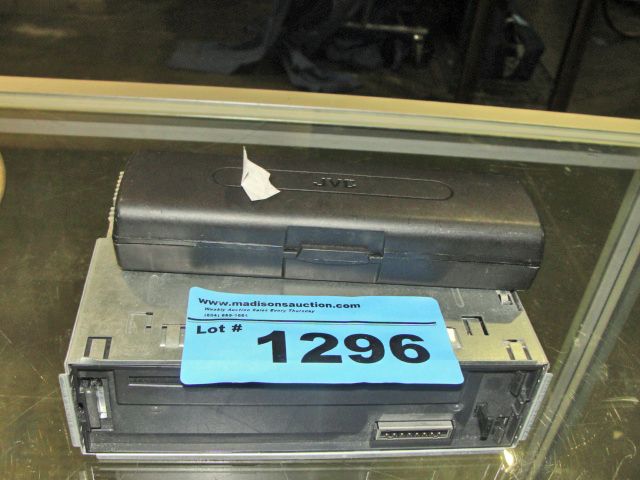 JVC
www.madisonsauction.com
Weekly Auction Sales Every Thursday
Lot # 1296